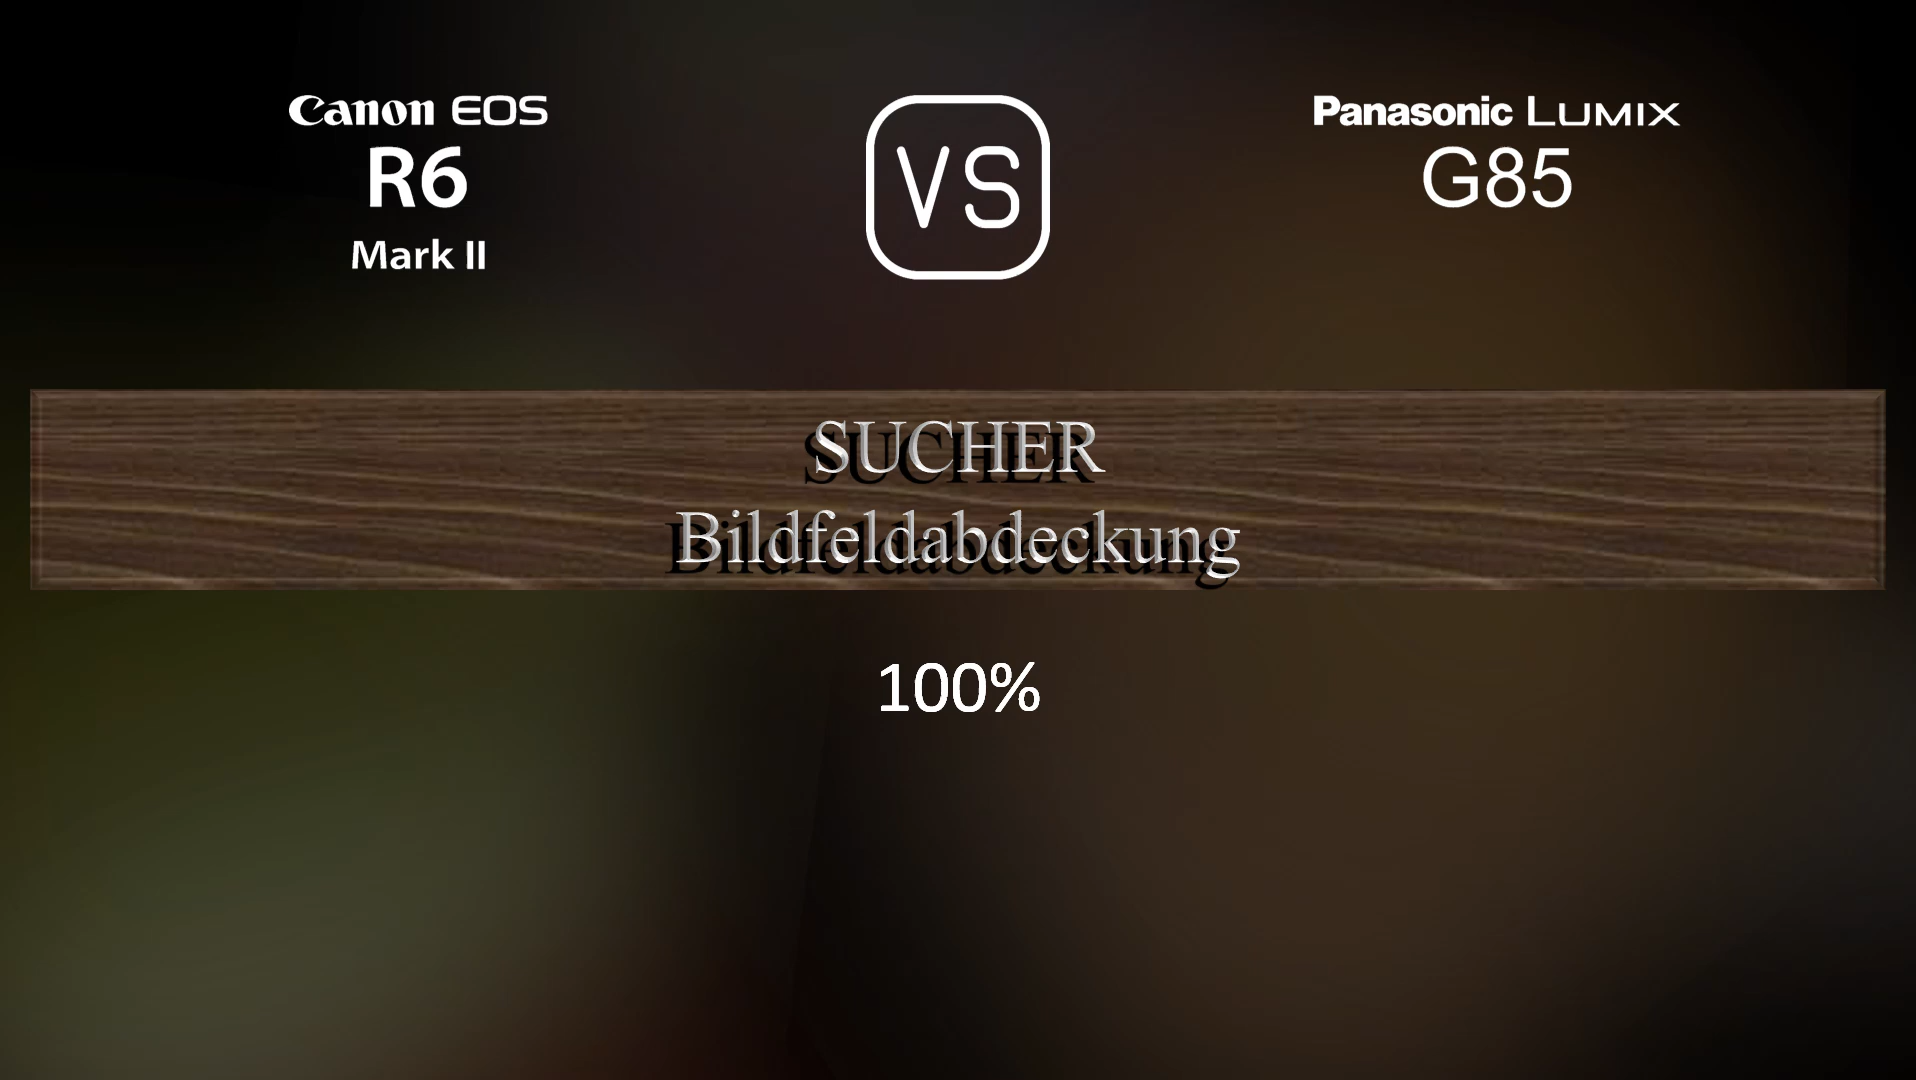 Canon EOS
R6
Mark II
VS
Panasonic LUMIX
G85
SUCHER
Bildfeldabdeckung
100%